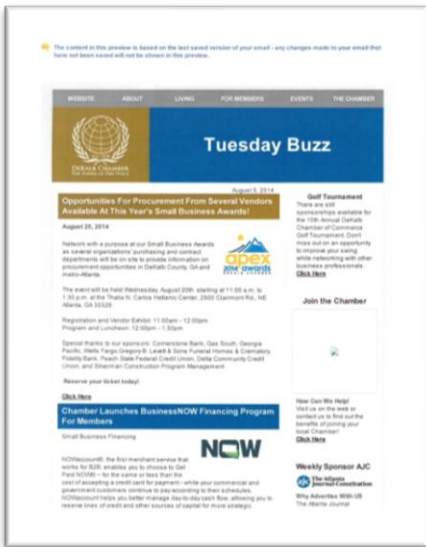 The content in this preview is based on the last saved version of your email - any changes made to your email that
have not been saved will not be shown in this preview.
WEBSITE ABOUT LIVING FOR MEMBERS EVENTS THE CHAMBER
DEKALB CHAMBER
Tuesday Buzz
August 5, 2014
Opportunities For Procurement From Several Vendors
Available At This Year's Small Business Awards!
August 20, 2014
Network with a purpose at our Small Business Awards
as several organizations' purchasing and contract
departments will be on site to provide information on
procurement opportunities in DeKalb County, GA and
metro-Atlanta.
apex
2014 awards
The event will be held Wednesday, August 20th starting at 11:00 a.m. to
1:30 p.m. at the Thalia N. Carlos Hellenic Center, 2500 Clairmont Rd., NE
Atlanta, GA 30329.
Registration and Vendor Exhibit: 11:00am - 12:00pm
Program and Luncheon: 12:00pm - 1:30pm
Special thanks to our sponsors: Cornerstone Bank, Gas South, Georgia
Pacific, Wells Fargo, Gregory B. Levett & Sons Funeral Homes & Crematory,
Fidelity Bank, Peach State Federal Credit Union, Delta Community Credit
Union, and Silverman Construction Program Management
Reserve your ticket today!
Click Here
Chamber Launches BusinessNOW Financing Program
For Members
Small Business Financing
NOW
NOWaccount®, the first merchant service that
works for B2B, enables you to choose to Get
Paid NOW® – for the same or less than the
cost of accepting a credit card for payment - while your commercial and
government customers continue to pay according to their schedules.
NOWaccount helps you better manage day-to-day cash flow, allowing you to
reserve lines of credit and other sources of capital for more strategic
Golf Tournament
There are still
sponsorships available for
the 10th Annual DeKalb
Chamber of Commerce
Golf Tournament. Don't
miss out on an opportunity
to improve your swing
while networking with other
business professionals.
Click Here
Join the Chamber
How Can We Help!
Visit us on the web or
contact us to find out the
benefits of joining your
local Chamber!
Click Here
Weekly Sponsor AJC
ajc The Atlanta
Journal-Constitution
Why Advertise With US
The Atlanta Journal